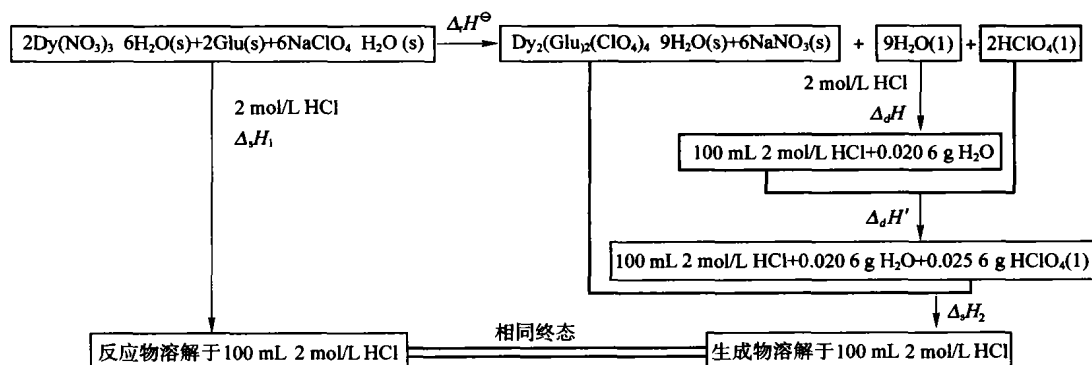 2Dy(NO₃)₃ 6H₂O(s)+2Glu(s)+6NaClO₄ H₂O (s)
ΔᵣH⊖
Dy₂(Glu)₂(ClO₄)₄ 9H₂O(s)+6NaNO₃(s) + 9H₂O(1) + 2HClO₄(1)
2 mol/L HCl
ΔₛH₁
2 mol/L HCl
Δ_dH
100 mL 2 mol/L HCl+0.020 6 g H₂O
Δ_dH′
100 mL 2 mol/L HCl+0.020 6 g H₂O+0.025 6 g HClO₄(1)
ΔₛH₂
反应物溶解于100 mL 2 mol/L HCl
相同终态
生成物溶解于100 mL 2 mol/L HCl